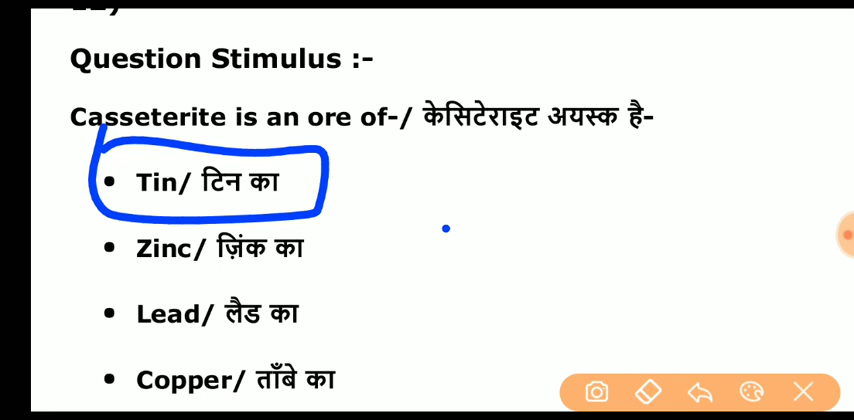 Question Stimulus :-
Casseterite is an ore of-/ केसिटेराइट अयस्क है-
• Tin/ टिन का
• Zinc/ ज़िंक का
• Lead/ लैड का
• Copper/ ताँबे का